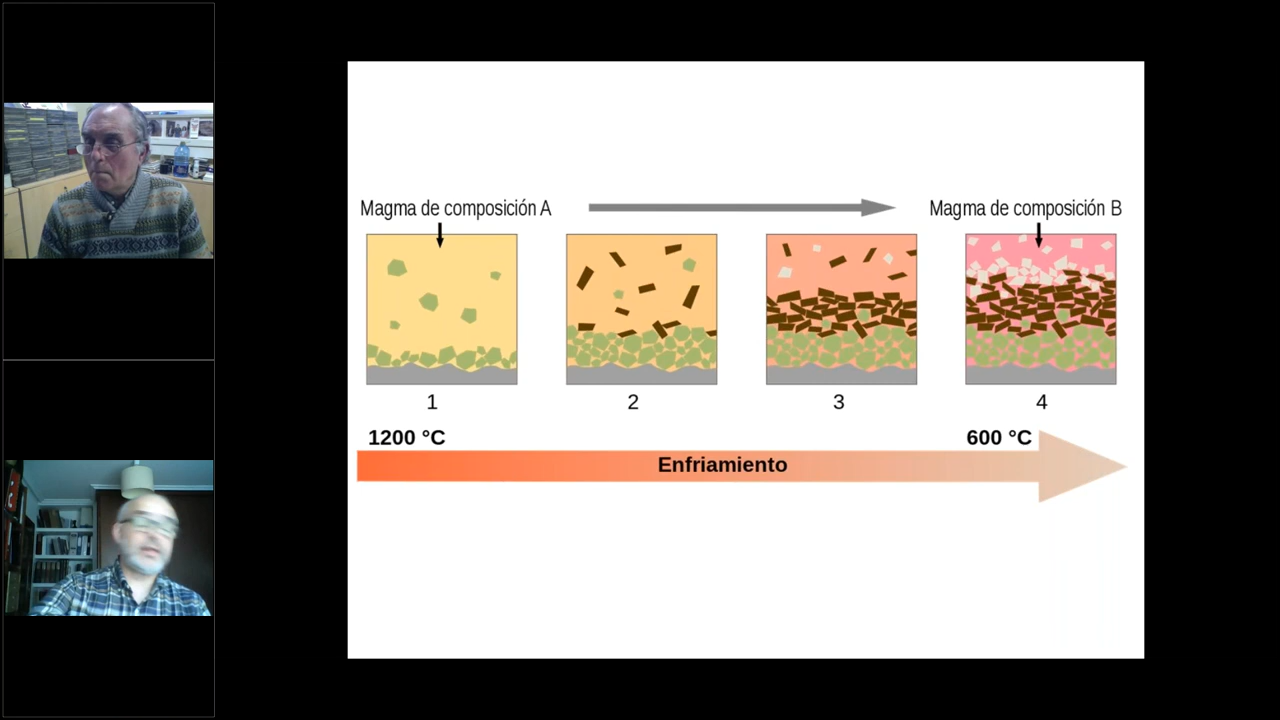 Magma de composición A
Magma de composición B
1
2
3
4
1200 °C
600 °C
Enfriamiento